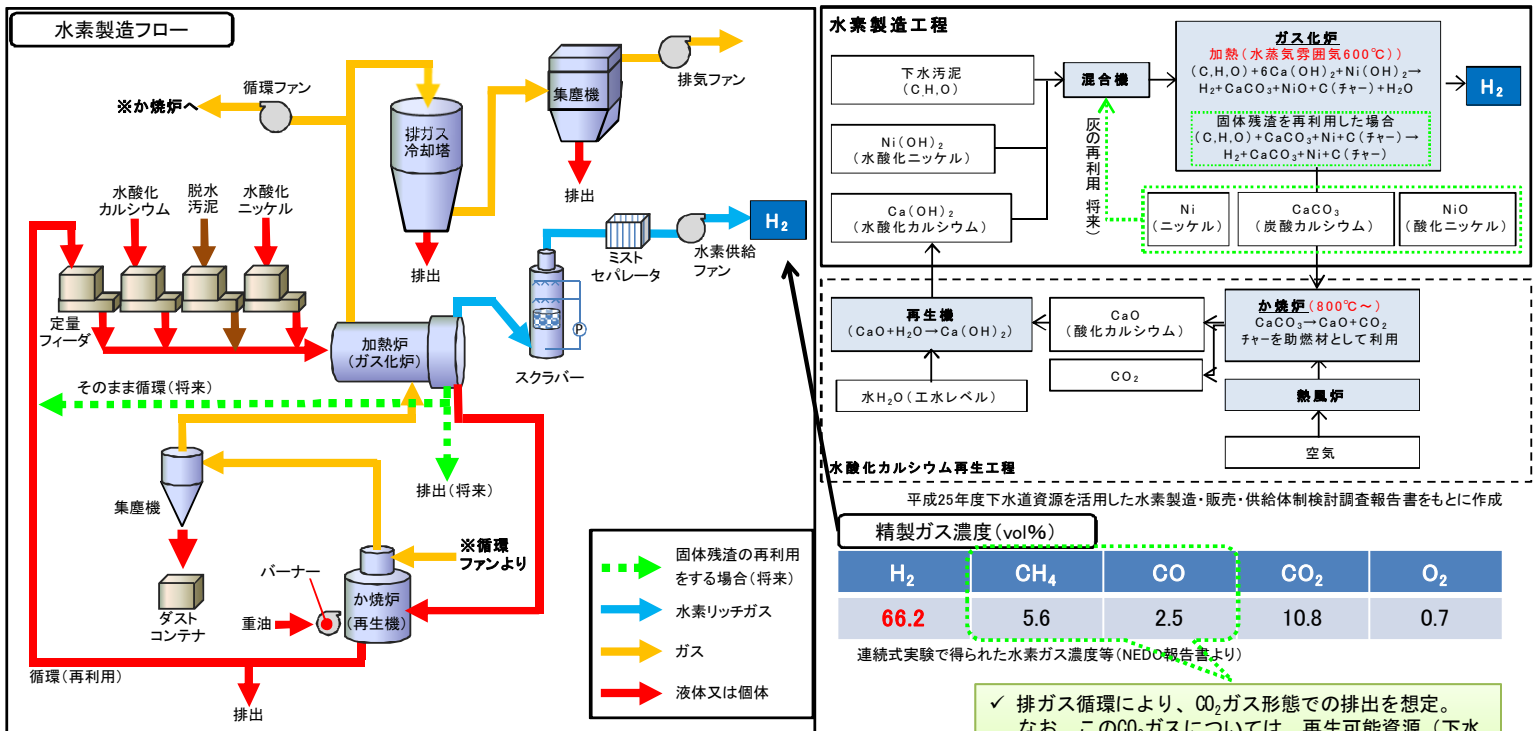 水素製造フロー
※か焼炉へ
循環ファン
排ガス
冷却塔
集塵機
排気ファン
排出
排出
水酸化
カルシウム
脱水
汚泥
水酸化
ニッケル
定量
フィーダ
加熱炉
(ガス化炉)
P
スクラバー
ミスト
セパレータ
水素供給
ファン
H2
そのまま循環(将来)
排出(将来)
集塵機
ダスト
コンテナ
※循環
ファンより
バーナー
重油
か焼炉
(再生機)
循環(再利用)
排出
固体残渣の再利用
をする場合(将来)
水素リッチガス
ガス
液体又は個体
水素製造工程
下水汚泥
(C,H,O)
Ni(OH)2
(水酸化ニッケル)
Ca(OH)2
(水酸化カルシウム)
混合機
灰の再利用(将来)
ガス化炉
加熱(水蒸気雰囲気600℃))
(C,H,O)+6Ca(OH)2+Ni(OH)2→
H2+CaCO3+NiO+C(チャー)+H2O
固体残渣を再利用した場合
(C,H,O)+CaCO3+Ni+C(チャー)→
H2+CaCO3+Ni+C(チャー)
H2
Ni
(ニッケル)
CaCO3
(炭酸カルシウム)
NiO
(酸化ニッケル)
再生機
(CaO+H2O→Ca(OH)2)
水H2O(工水レベル)
CaO
(酸化カルシウム)
CO2
か焼炉(800℃～)
CaCO3→CaO+CO2
チャーを助燃材として利用
熱風炉
空気
水酸化カルシウム再生工程
平成25年度下水道資源を活用した水素製造・販売・供給体制検討調査報告書をもとに作成
精製ガス濃度(vol%)
H2 CH4 CO CO2 O2
66.2 5.6 2.5 10.8 0.7
連続式実験で得られた水素ガス濃度等(NEDO報告書より)
✓ 排ガス循環により、CO2ガス形態での排出を想定。
なお、このCO2ガスについては、再生可能資源（下水